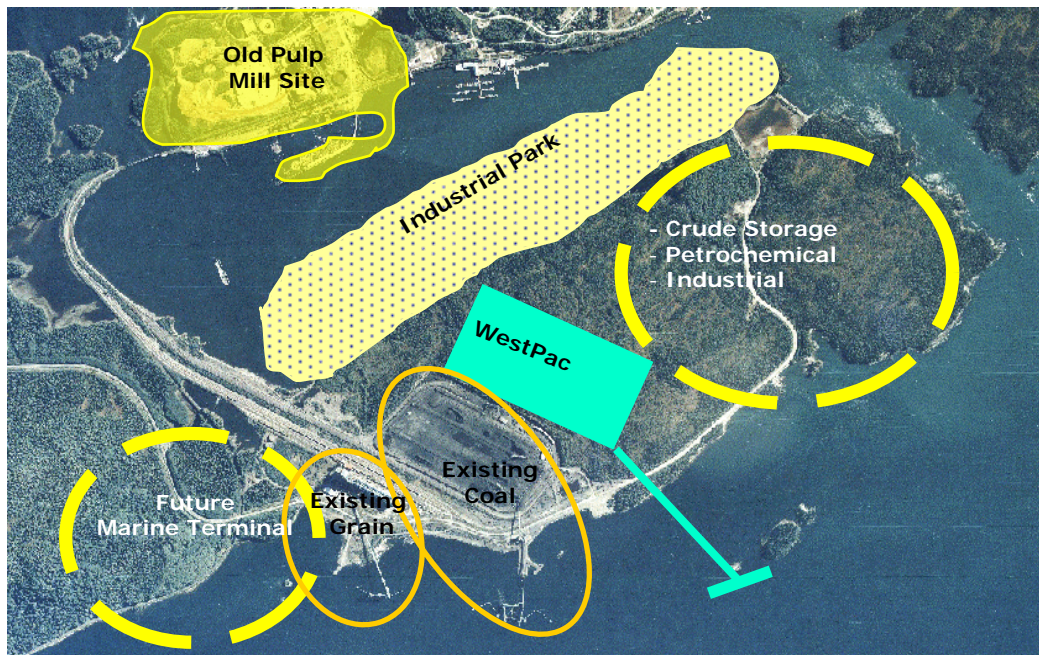 Old Pulp
Mill Site
Industrial Park
- Crude Storage
- Petrochemical
- Industrial
WestPac
Existing
Coal
Existing
Grain
Future
Marine Terminal